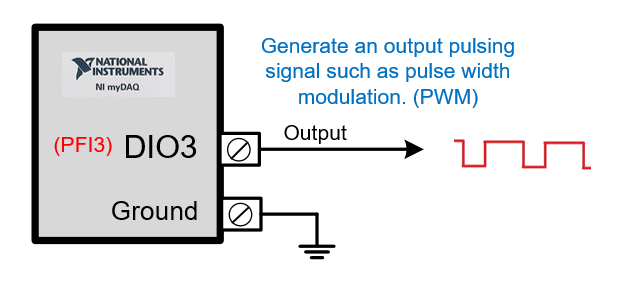 NATIONAL
INSTRUMENTS
NI myDAQ
Generate an output pulsing
signal such as pulse width
modulation. (PWM)
(PFI3) DIO3
Output
Ground